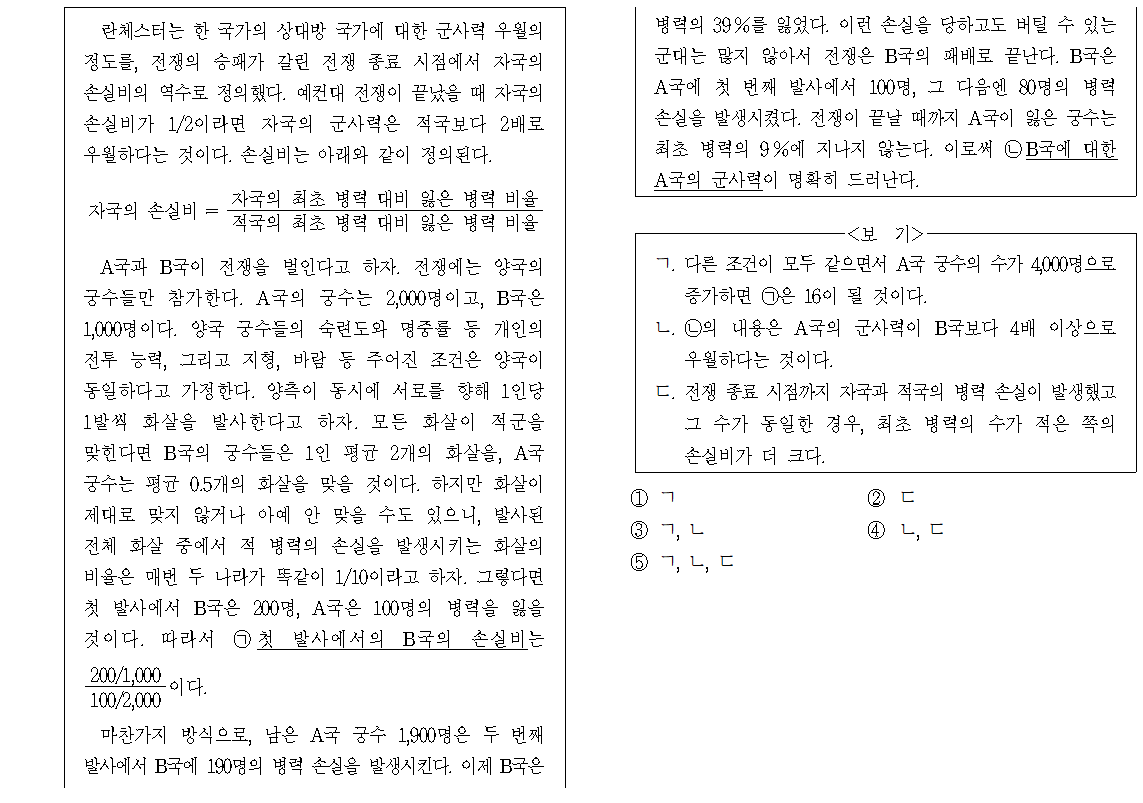 란체스터는 한 국가의 상대방 국가에 대한 군사력 우월의
정도를, 전쟁의 승패가 갈린 전쟁 종료 시점에서 자국의
손실비의 역수로 정의했다. 예컨대 전쟁이 끝났을 때 자국의
손실비가 1/2이라면 자국의 군사력은 적국보다 2배로
우월하다는 것이다. 손실비는 아래와 같이 정의된다.
자국의 손실비 = 자국의 최초 병력 대비 잃은 병력 비율
적국의 최초 병력 대비 잃은 병력 비율
A국과 B국이 전쟁을 벌인다고 하자. 전쟁에는 양국의
궁수들만 참가한다. A국의 궁수는 2,000명이고, B국은
1,000명이다. 양국 궁수들의 숙련도와 명중률 등 개인의
전투 능력, 그리고 지형, 바람 등 주어진 조건은 양국이
동일하다고 가정한다. 양측이 동시에 서로를 향해 1인당
1발씩 화살을 발사한다고 하자. 모든 화살이 적군을
맞힌다면 B국의 궁수들은 1인 평균 2개의 화살을, A국
궁수는 평균 0.5개의 화살을 맞을 것이다. 하지만 화살이
제대로 맞지 않거나 아예 안 맞을 수도 있으니, 발사된
전체 화살 중에서 적 병력의 손실을 발생시키는 화살의
비율은 매번 두 나라가 똑같이 1/10이라고 하자. 그렇다면
첫 발사에서 B국은 200명, A국은 100명의 병력을 잃을
것이다. 따라서 ㉠첫 발사에서의 B국의 손실비는
200/1,000
100/2,000 이다.
마찬가지 방식으로, 남은 A국 궁수 1,900명은 두 번째
발사에서 B국에 190명의 병력 손실을 발생시킨다. 이제 B국은
병력의 39%를 잃었다. 이런 손실을 당하고도 버틸 수 있는
군대는 많지 않아서 전쟁은 B국의 패배로 끝난다. B국은
A국에 첫 번째 발사에서 100명, 그 다음엔 80명의 병력
손실을 발생시켰다. 전쟁이 끝날 때까지 A국이 잃은 궁수는
최초 병력의 9%에 지나지 않는다. 이로써 ㉡B국에 대한
A국의 군사력이 명확히 드러난다.
<보 기>
ㄱ. 다른 조건이 모두 같으면서 A국 궁수의 수가 4,000명으로
증가하면 ㉠은 16이 될 것이다.
ㄴ. ㉡의 내용은 A국의 군사력이 B국보다 4배 이상으로
우월하다는 것이다.
ㄷ. 전쟁 종료 시점까지 자국과 적국의 병력 손실이 발생했고
그 수가 동일한 경우, 최초 병력의 수가 적은 쪽의
손실비가 더 크다.
① ㄱ ② ㄷ
③ ㄱ, ㄴ ④ ㄴ, ㄷ
⑤ ㄱ, ㄴ, ㄷ